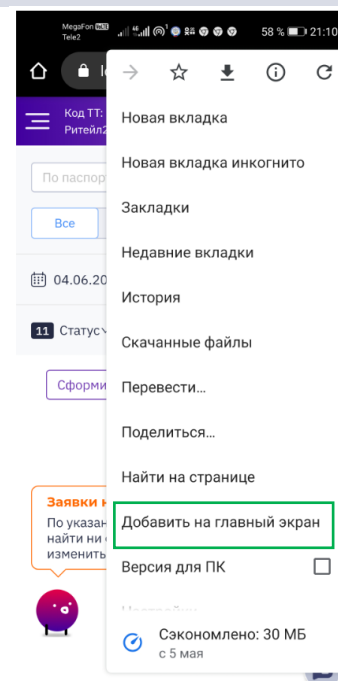 MegaFon VoLTE
Tele2
58 % 21:10
Код ТТ:
Ритейл2
По паспор
Все
04.06.20
11 Статус
Сформи
Заявки н
По указан
найти ни
изменить
Новая вкладка
Новая вкладка инкогнито
Закладки
Недавние вкладки
История
Скачанные файлы
Перевести...
Поделиться...
Найти на странице
Добавить на главный экран
Версия для ПК
Настройки
Сэкономлено: 30 МБ
с 5 мая